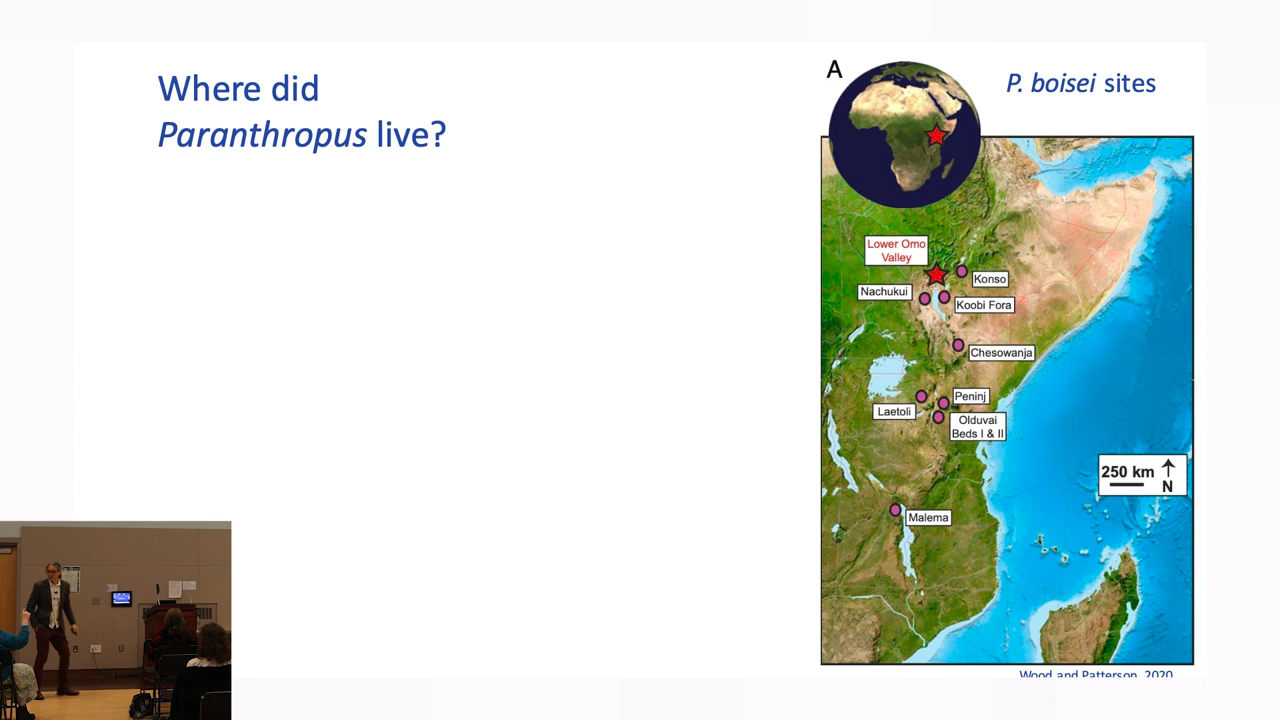 Where did
Paranthropus live?
A
P. boisei sites
Lower Omo
Valley
Konso
Nachukui
Koobi Fora
Chesowanja
Peninj
Laetoli
Olduvai
Beds I & II
250 km
N
Malema
Wood and Patterson, 2020